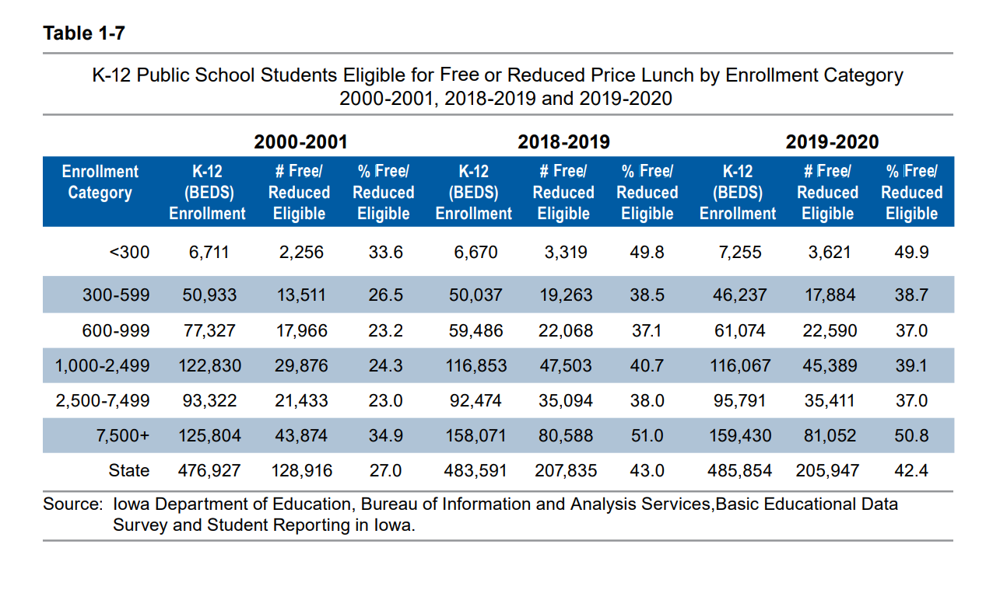 Table 1-7
K-12 Public School Students Eligible for Free or Reduced Price Lunch by Enrollment Category
2000-2001, 2018-2019 and 2019-2020
2000-2001 2018-2019 2019-2020
Enrollment K-12 # Free/ % Free/ K-12 # Free/ % Free/ K-12 # Free/ % Free/
Category (BEDS) Reduced Reduced (BEDS) Reduced Reduced (BEDS) Reduced Reduced
Enrollment Eligible Eligible Enrollment Eligible Eligible Enrollment Eligible Eligible
<300 6,711 2,256 33.6 6,670 3,319 49.8 7,255 3,621 49.9
300-599 50,933 13,511 26.5 50,037 19,263 38.5 46,237 17,884 38.7
600-999 77,327 17,966 23.2 59,486 22,068 37.1 61,074 22,590 37.0
1,000-2,499 122,830 29,876 24.3 116,853 47,503 40.7 116,067 45,389 39.1
2,500-7,499 93,322 21,433 23.0 92,474 35,094 38.0 95,791 35,411 37.0
7,500+ 125,804 43,874 34.9 158,071 80,588 51.0 159,430 81,052 50.8
State 476,927 128,916 27.0 483,591 207,835 43.0 485,854 205,947 42.4
Source: Iowa Department of Education, Bureau of Information and Analysis Services,Basic Educational Data
Survey and Student Reporting in Iowa.